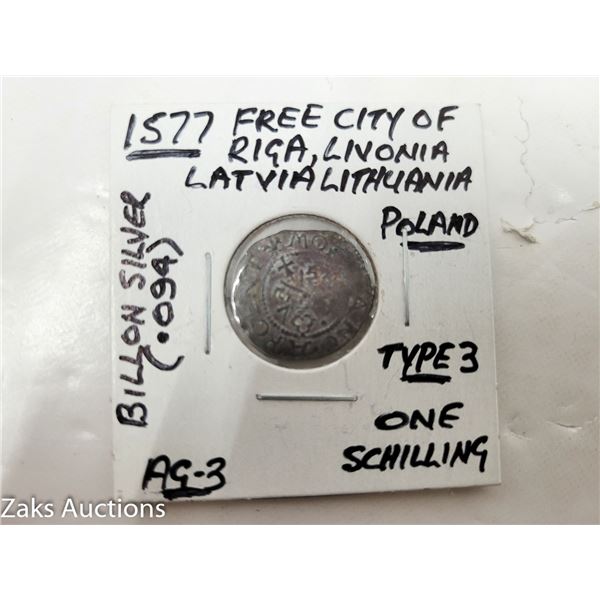 1577 FREE CITY OF
RIGA, LIVONIA
LATVIA LITHUANIA
POLAND
BILLON SILVER
(.094)
TYPE 3
ONE
SCHILLING
AG-3
Zaks Auctions